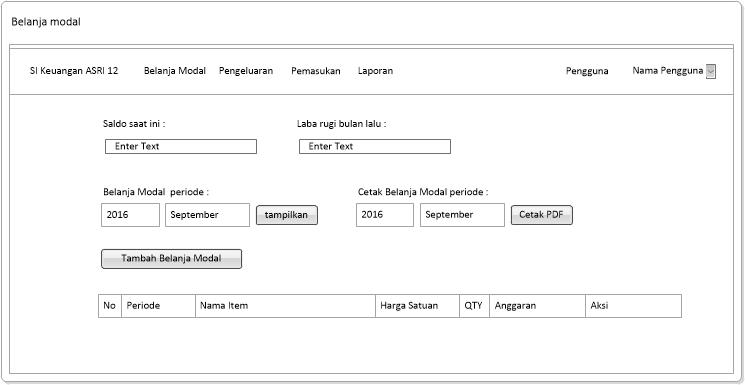 Belanja modal
SI Keuangan ASRI 12 Belanja Modal Pengeluaran Pemasukan Laporan Pengguna Nama Pengguna
Saldo saat ini : Laba rugi bulan lalu :
Enter Text Enter Text
Belanja Modal periode : Cetak Belanja Modal periode :
2016 September tampilkan 2016 September Cetak PDF
Tambah Belanja Modal
No Periode Nama Item Harga Satuan QTY Anggaran Aksi